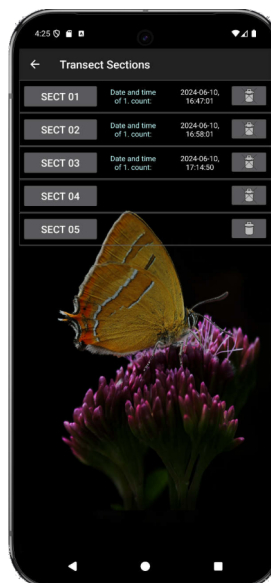 4:25
Transect Sections
SECT 01
Date and time
of 1. count:
2024-06-10,
16:47:01
SECT 02
Date and time
of 1. count:
2024-06-10,
16:58:01
SECT 03
Date and time
of 1. count:
2024-06-10,
17:14:50
SECT 04
SECT 05